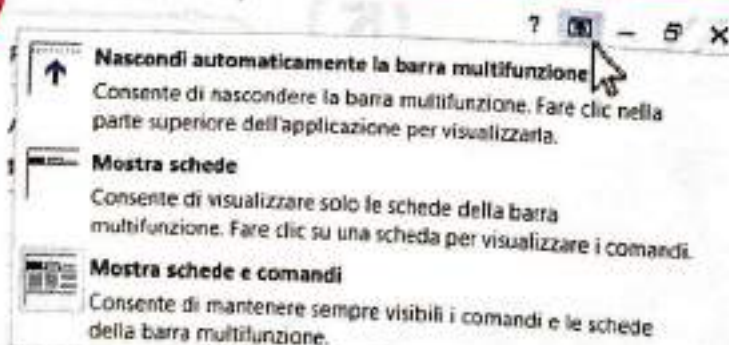 ?
Nascondi automaticamente la barra multifunzione
Consente di nascondere la barra multifunzione. Fare clic nella
parte superiore dell'applicazione per visualizzarla.
Mostra schede
Consente di visualizzare solo le schede della barra
multifunzione. Fare clic su una scheda per visualizzare i comandi.
Mostra schede e comandi
Consente di mantenere sempre visibili i comandi e le schede
della barra multifunzione.